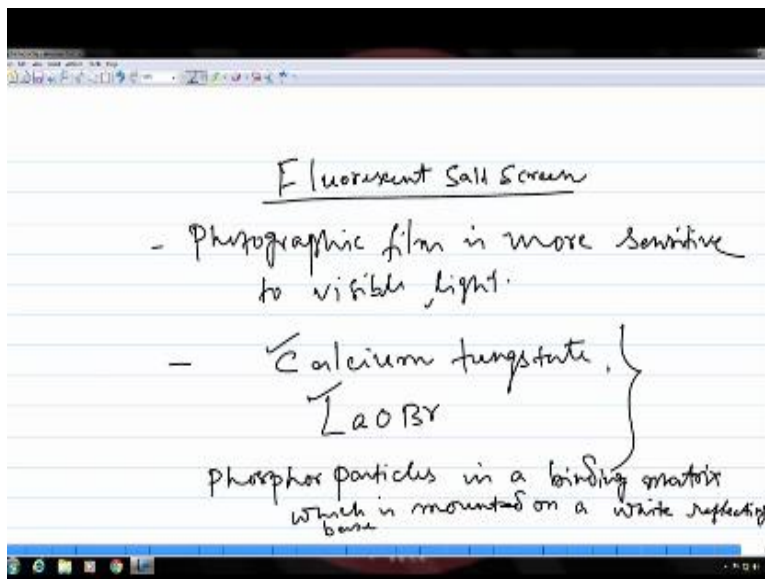 Fluorescent Salt Screen
- Photographic film is more sensitive
to visible light.
- Calcium tungstate,
LaOBr
phosphor particles in a binding matrix
which is mounted on a white reflecting
base